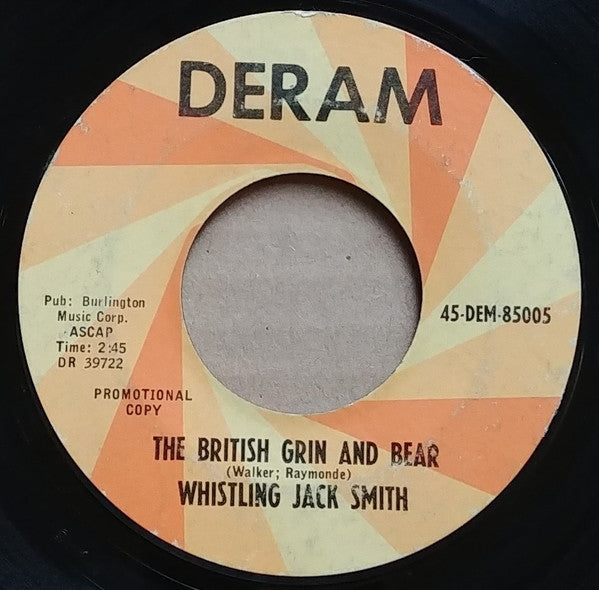 DERAM
Pub: Burlington
Music Corp.
ASCAP
Time: 2:45
DR 39722
45-DEM-85005
PROMOTIONAL
COPY
THE BRITISH GRIN AND BEAR
(Walker; Raymonde)
WHISTLING JACK SMITH